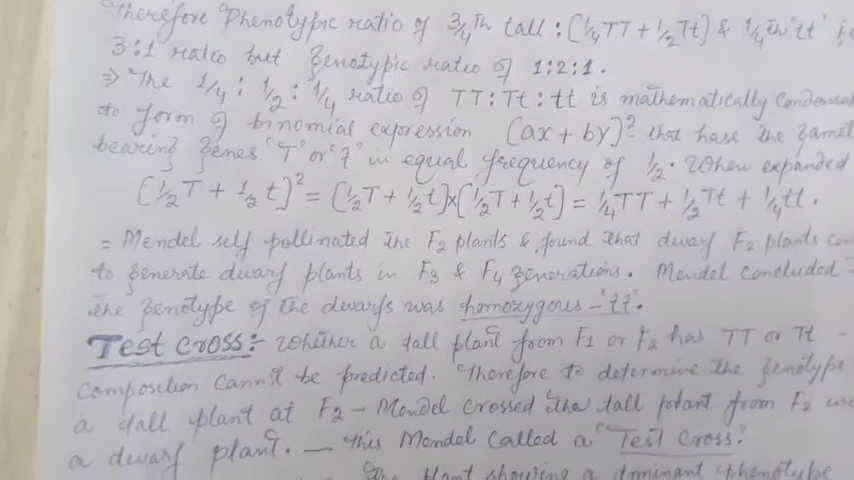 Therefore Phenotypic ratio of 3/4th tall : (1/4 TT + 1/2 Tt) & 1/4th 'tt'
3:1 ratio but genotypic ratio of 1:2:1.
⇒ The 1/4 : 1/2 : 1/4 ratio of TT : Tt : tt is mathematically
to form of binomial expression (ax + by)² that hase the
bearing genes "T" or "t" in equal frequency of 1/2. When expanded
(1/2 T + 1/2 t)² = (1/2 T + 1/2 t) x (1/2 T + 1/2 t) = 1/4 TT + 1/2 Tt + 1/4 tt.
= Mendel self pollinated the F2 plants & found that dwarf F2 plants
to generate dwarf plants in F3 & F4 generations. Mendel concluded
the genotype of the dwarfs was homozygous - 'tt'.
Test Cross:- Whether a tall plant from F1 or F2 has TT or Tt -
composition cannot be predicted. Therefore to determine the genotype
a tall plant at F2 - Mendel crossed the tall plant from F2
a dwarf plant. — This Mendel called a "Test Cross".
The plant showing a dominant phenotype